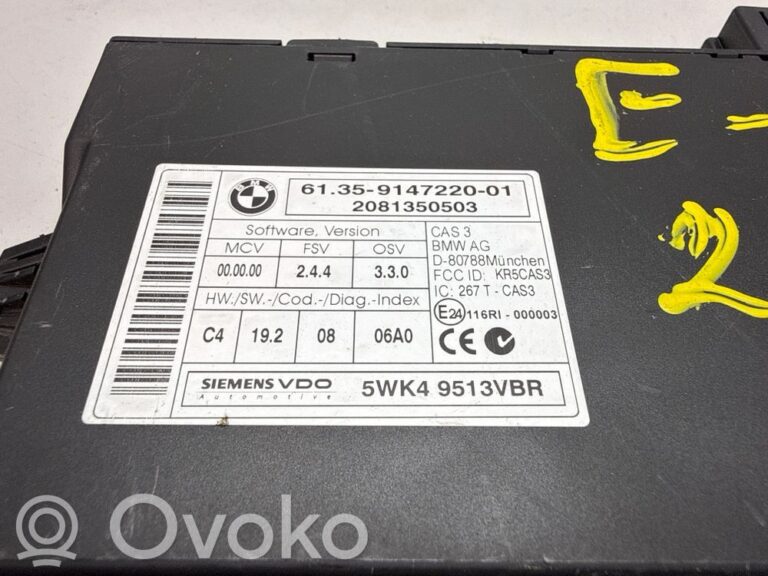 BMW
61.35-9147220-01
2081350503
Software, Version
MCV FSV OSV
00.00.00 2.4.4 3.3.0
HW./SW.-/Cod.-/Diag.-Index
C4 19.2 08 06A0
CAS 3
BMW AG
D-80788München
FCC ID: KR5CAS3
IC: 267 T - CAS3
E24 116RI - 000003
CE
SIEMENS VDO
Automotive
5WK4 9513VBR
Ovoko